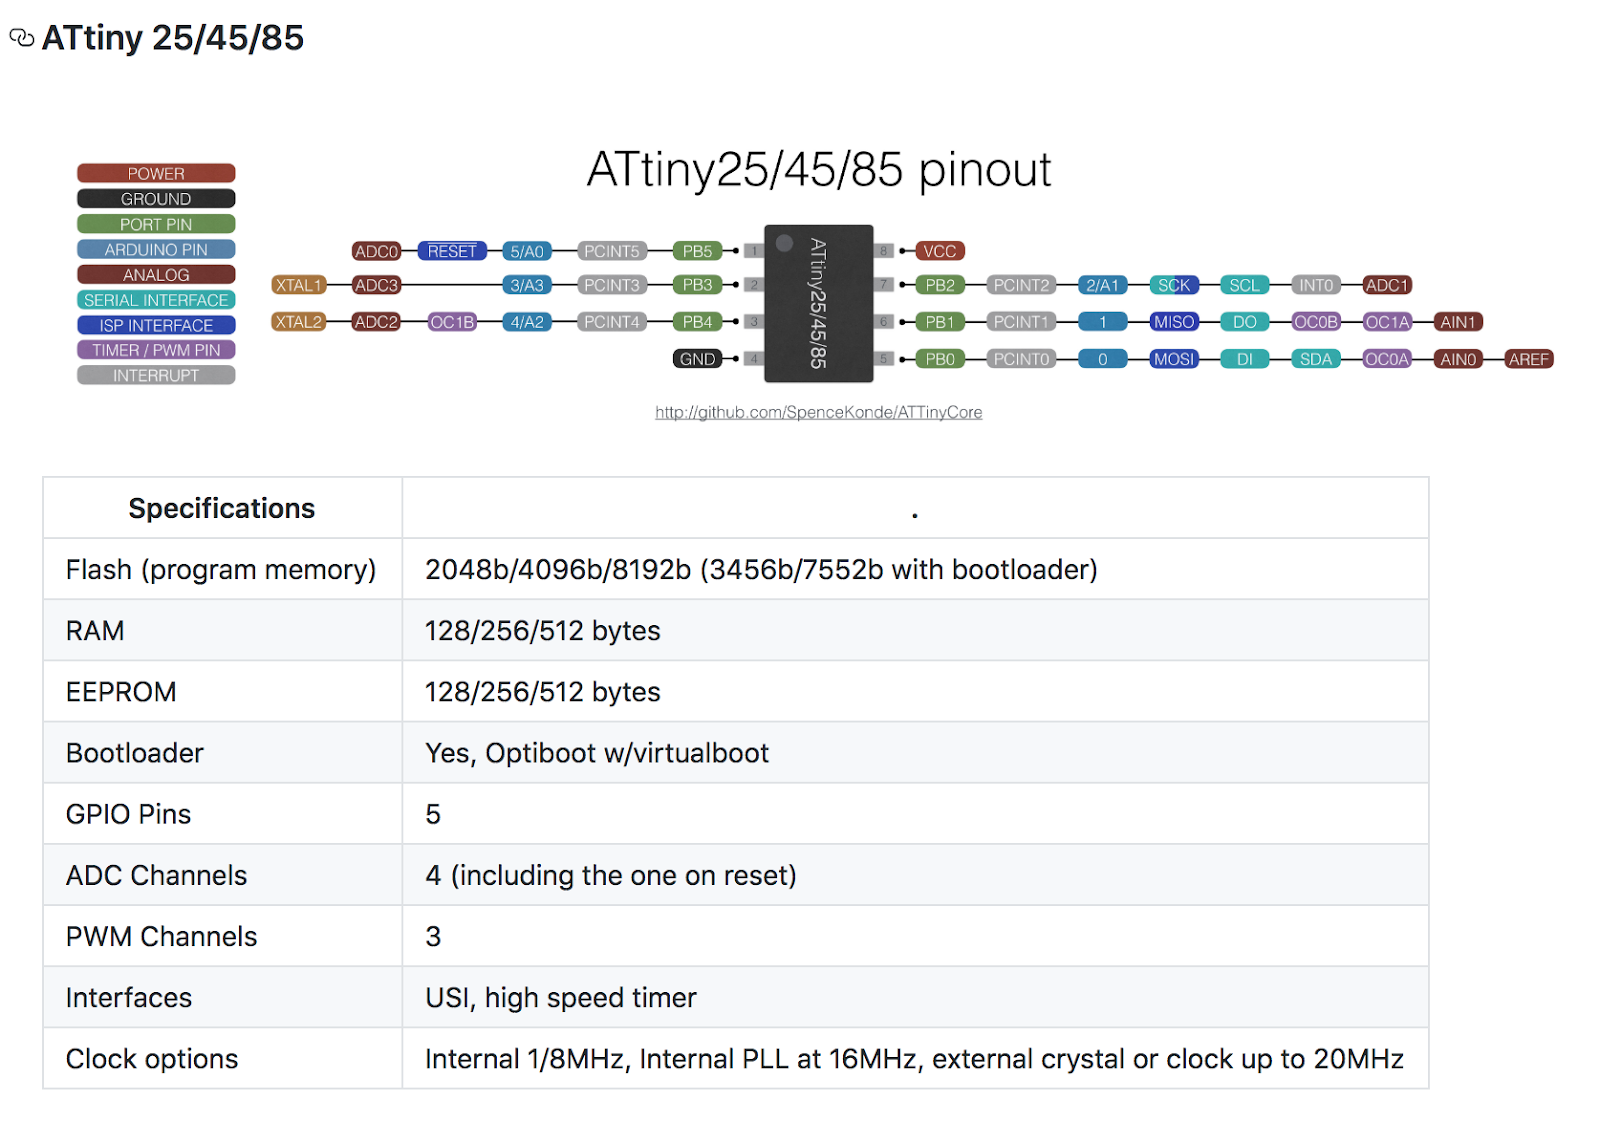 ATtiny 25/45/85
ATtiny25/45/85 pinout
POWER
GROUND
PORT PIN
ARDUINO PIN
ANALOG
SERIAL INTERFACE
ISP INTERFACE
TIMER / PWM PIN
INTERRUPT
ADC0 RESET 5/A0 PCINT5 PB5 1
XTAL1 ADC3 3/A3 PCINT3 PB3 2
XTAL2 ADC2 OC1B 4/A2 PCINT4 PB4 3
GND 4
ATtiny25/45/85
8 VCC
7 PB2 PCINT2 2/A1 SCK SCL INT0 ADC1
6 PB1 PCINT1 1 MISO DO OC0B OC1A AIN1
5 PB0 PCINT0 0 MOSI DI SDA OC0A AIN0 AREF
http://github.com/SpenceKonde/ATTinyCore
Specifications .
Flash (program memory) 2048b/4096b/8192b (3456b/7552b with bootloader)
RAM 128/256/512 bytes
EEPROM 128/256/512 bytes
Bootloader Yes, Optiboot w/virtualboot
GPIO Pins 5
ADC Channels 4 (including the one on reset)
PWM Channels 3
Interfaces USI, high speed timer
Clock options Internal 1/8MHz, Internal PLL at 16MHz, external crystal or clock up to 20MHz